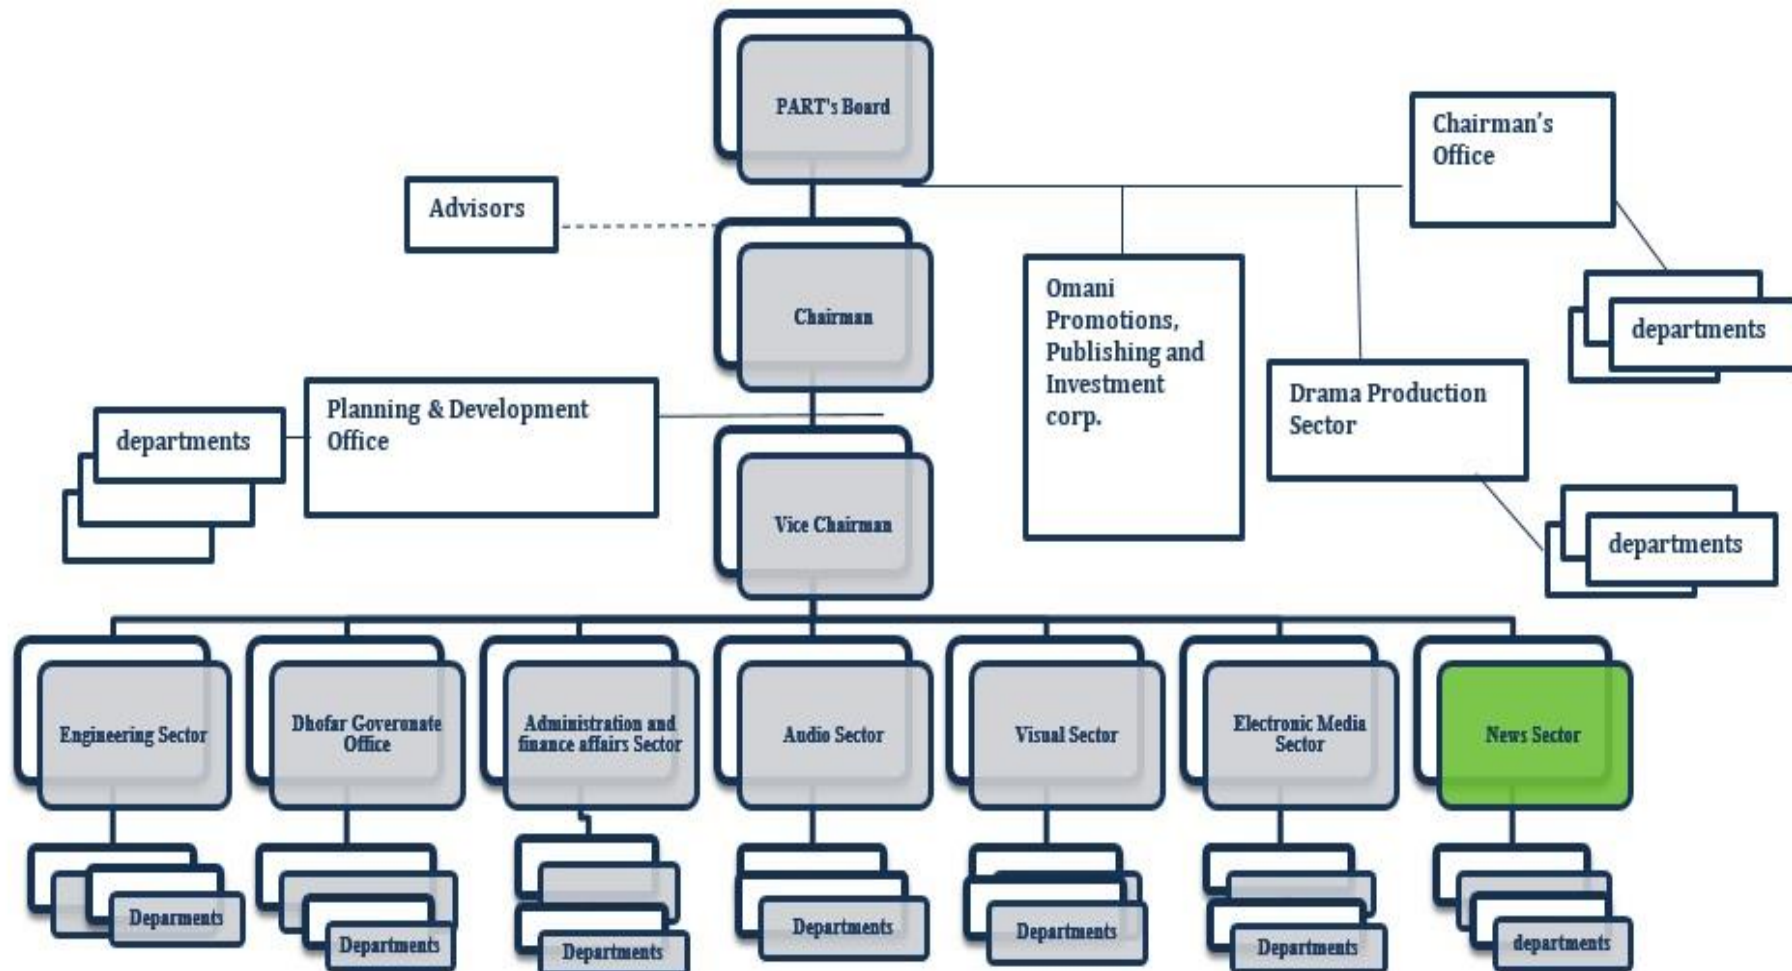 PART's Board
Chairman's
Office
Advisors
Chairman
Omani
Promotions,
Publishing and
Investment
corp.
departments
Drama Production
Sector
Planning & Development
Office
departments
Vice Chairman
departments
Engineering Sector
Dhofar Governate
Office
Administration and
finance affairs Sector
Audio Sector
Visual Sector
Electronic Media
Sector
News Sector
Deparments
Departments
Departments
Departments
Departments
Departments
departments